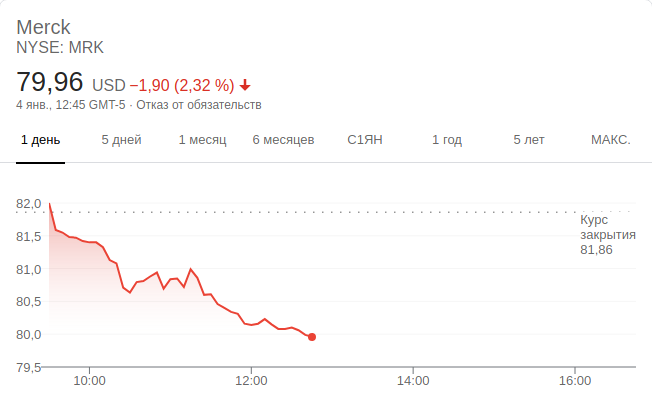 Merck
NYSE: MRK
79,96 USD −1,90 (2,32 %)
4 янв., 12:45 GMT-5 · Отказ от обязательств
1 день 5 дней 1 месяц 6 месяцев С1ЯН 1 год 5 лет МАКС.
82,0
Курс
81,5 закрытия
81,86
81,0
80,5
80,0
79,5
10:00 12:00 14:00 16:00